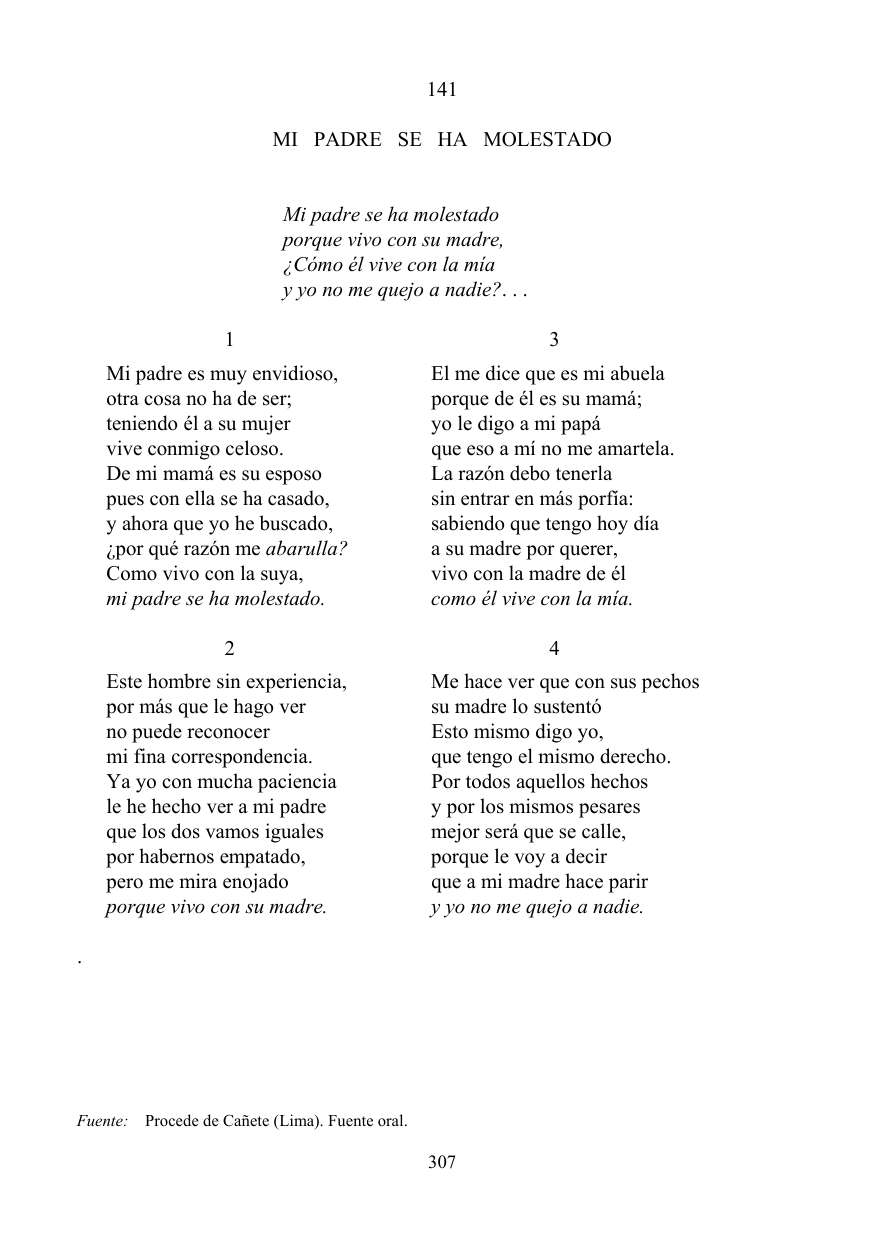 141
MI PADRE SE HA MOLESTADO
Mi padre se ha molestado
porque vivo con su madre,
¿Cómo él vive con la mía
y yo no me quejo a nadie?. . .
1
Mi padre es muy envidioso,
otra cosa no ha de ser;
teniendo él a su mujer
vive conmigo celoso.
De mi mamá es su esposo
pues con ella se ha casado,
y ahora que yo he buscado,
¿por qué razón me abarulla?
Como vivo con la suya,
mi padre se ha molestado.
2
Este hombre sin experiencia,
por más que le hago ver
no puede reconocer
mi fina correspondencia.
Ya yo con mucha paciencia
le he hecho ver a mi padre
que los dos vamos iguales
por habernos empatado,
pero me mira enojado
porque vivo con su madre.
3
El me dice que es mi abuela
porque de él es su mamá;
yo le digo a mi papá
que eso a mí no me amartela.
La razón debo tenerla
sin entrar en más porfía:
sabiendo que tengo hoy día
a su madre por querer,
vivo con la madre de él
como él vive con la mía.
4
Me hace ver que con sus pechos
su madre lo sustentó
Esto mismo digo yo,
que tengo el mismo derecho.
Por todos aquellos hechos
y por los mismos pesares
mejor será que se calle,
porque le voy a decir
que a mi madre hace parir
y yo no me quejo a nadie.
.
Fuente: Procede de Cañete (Lima). Fuente oral.
307